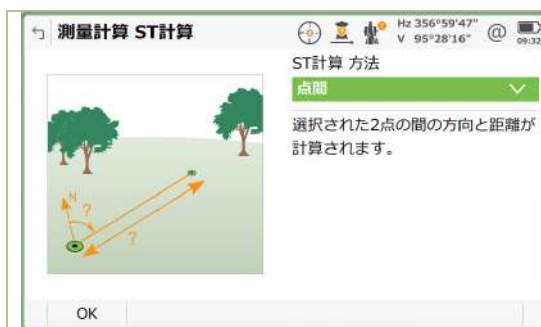 測量計算 ST計算
Hz 356°59'47"
V 95°28'16"
@
09:32
ST計算 方法
点間
選択された2点の間の方向と距離が
計算されます。
N
?
?
OK